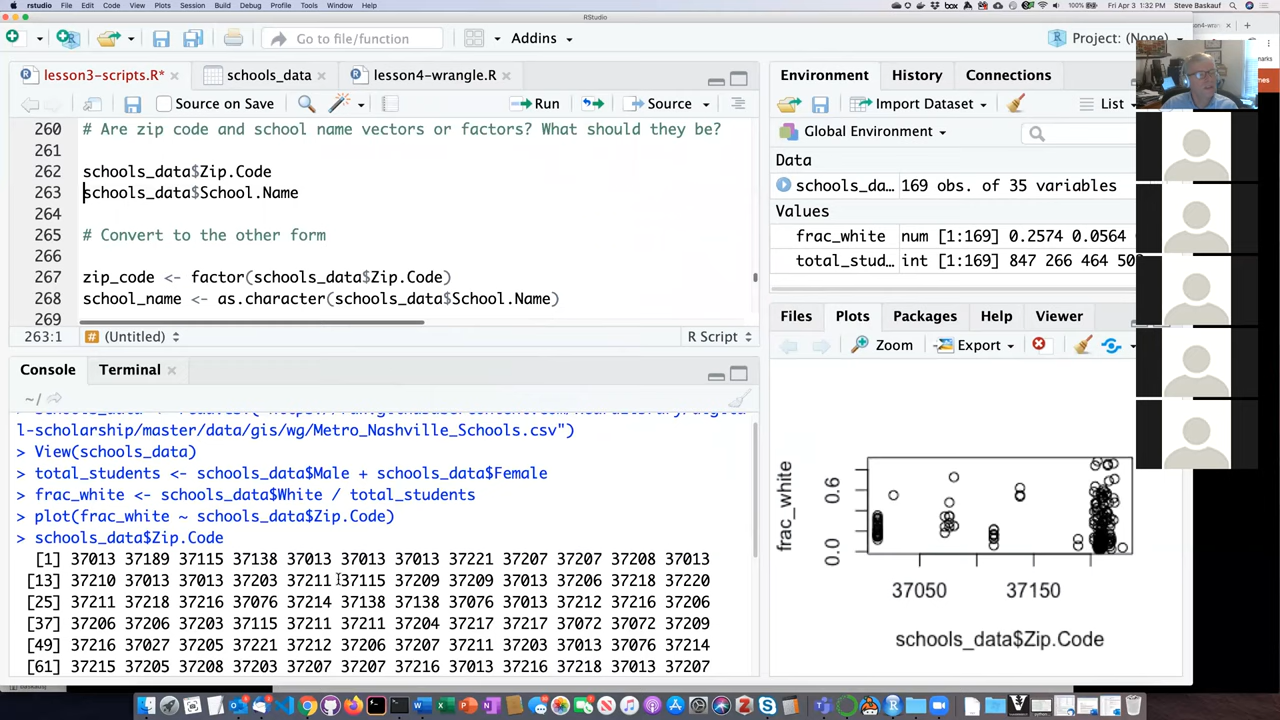 rstudio File Edit Code View Plots Session Build Debug Profile Tools Window Help box 100% Fri Apr 3 1:32 PM Steve Baskauf
RStudio
Go to file/function Addins Project: (None)
lesson3-scripts.R* schools_data lesson4-wrangle.R
Source on Save Run Source
260 # Are zip code and school name vectors or factors? What should they be?
261
262 schools_data$Zip.Code
263 schools_data$School.Name
264
265 # Convert to the other form
266
267 zip_code <- factor(schools_data$Zip.Code)
268 school_name <- as.character(schools_data$School.Name)
269
263:1 (Untitled) R Script
Console Terminal
~/
l-scholarship/master/data/gis/wg/Metro_Nashville_Schools.csv")
> View(schools_data)
> total_students <- schools_data$Male + schools_data$Female
> frac_white <- schools_data$White / total_students
> plot(frac_white ~ schools_data$Zip.Code)
> schools_data$Zip.Code
[1] 37013 37189 37115 37138 37013 37013 37013 37221 37207 37207 37208 37013
[13] 37210 37013 37013 37203 37211 37115 37209 37209 37013 37206 37218 37220
[25] 37211 37218 37216 37076 37214 37138 37138 37076 37013 37212 37216 37206
[37] 37206 37206 37203 37115 37211 37211 37204 37217 37217 37072 37072 37209
[49] 37216 37027 37205 37221 37212 37206 37207 37211 37203 37013 37076 37214
[61] 37215 37205 37208 37203 37207 37207 37216 37013 37216 37218 37013 37207
Environment History Connections
Import Dataset List
Global Environment
Data
schools_da... 169 obs. of 35 variables
Values
frac_white num [1:169] 0.2574 0.0564
total_stud... int [1:169] 847 266 464
Files Plots Packages Help Viewer
Zoom Export
frac_white
0.0 0.6
37050 37150
schools_data$Zip.Code